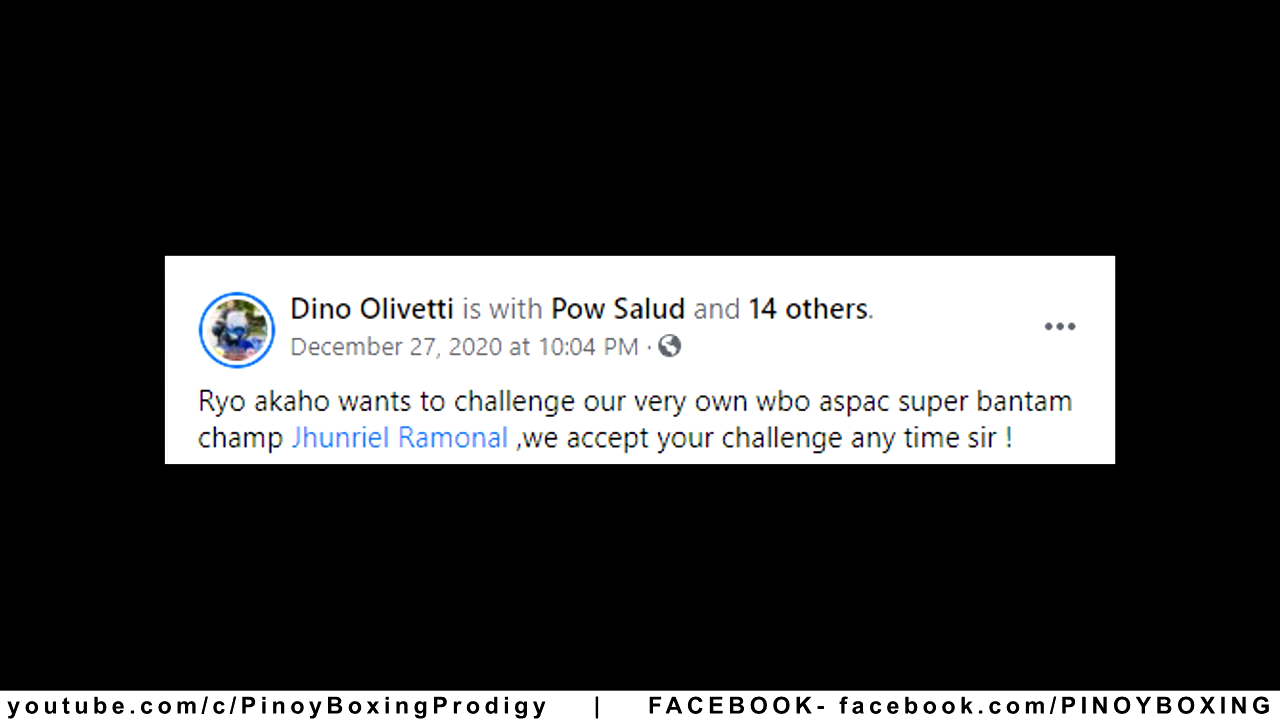 Dino Olivetti is with Pow Salud and 14 others.
December 27, 2020 at 10:04 PM ·
Ryo akaho wants to challenge our very own wbo aspac super bantam
champ Jhunriel Ramonal ,we accept your challenge any time sir !
youtube.com/c/PinoyBoxingProdigy | FACEBOOK- facebook.com/PINOYBOXING